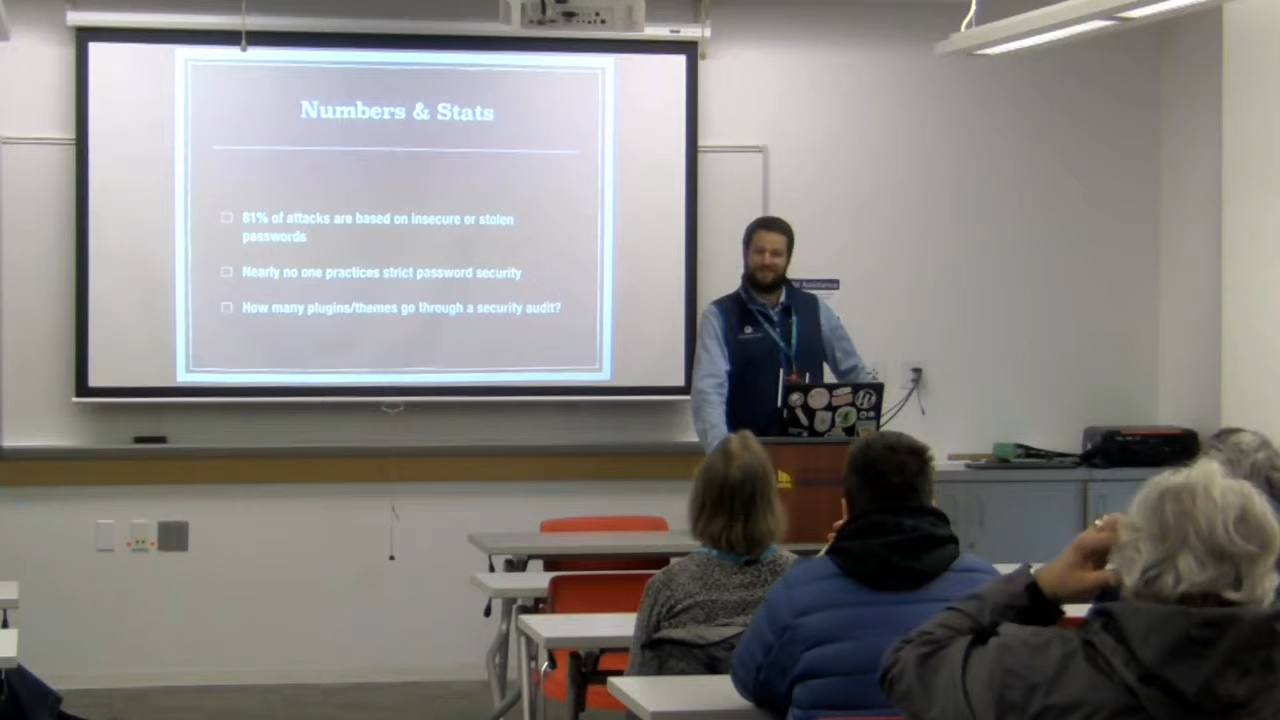 Numbers & Stats
81% of attacks are based on insecure or stolen
passwords
Nearly no one practices strict password security
How many plugins/themes go through a security audit?
Assistance